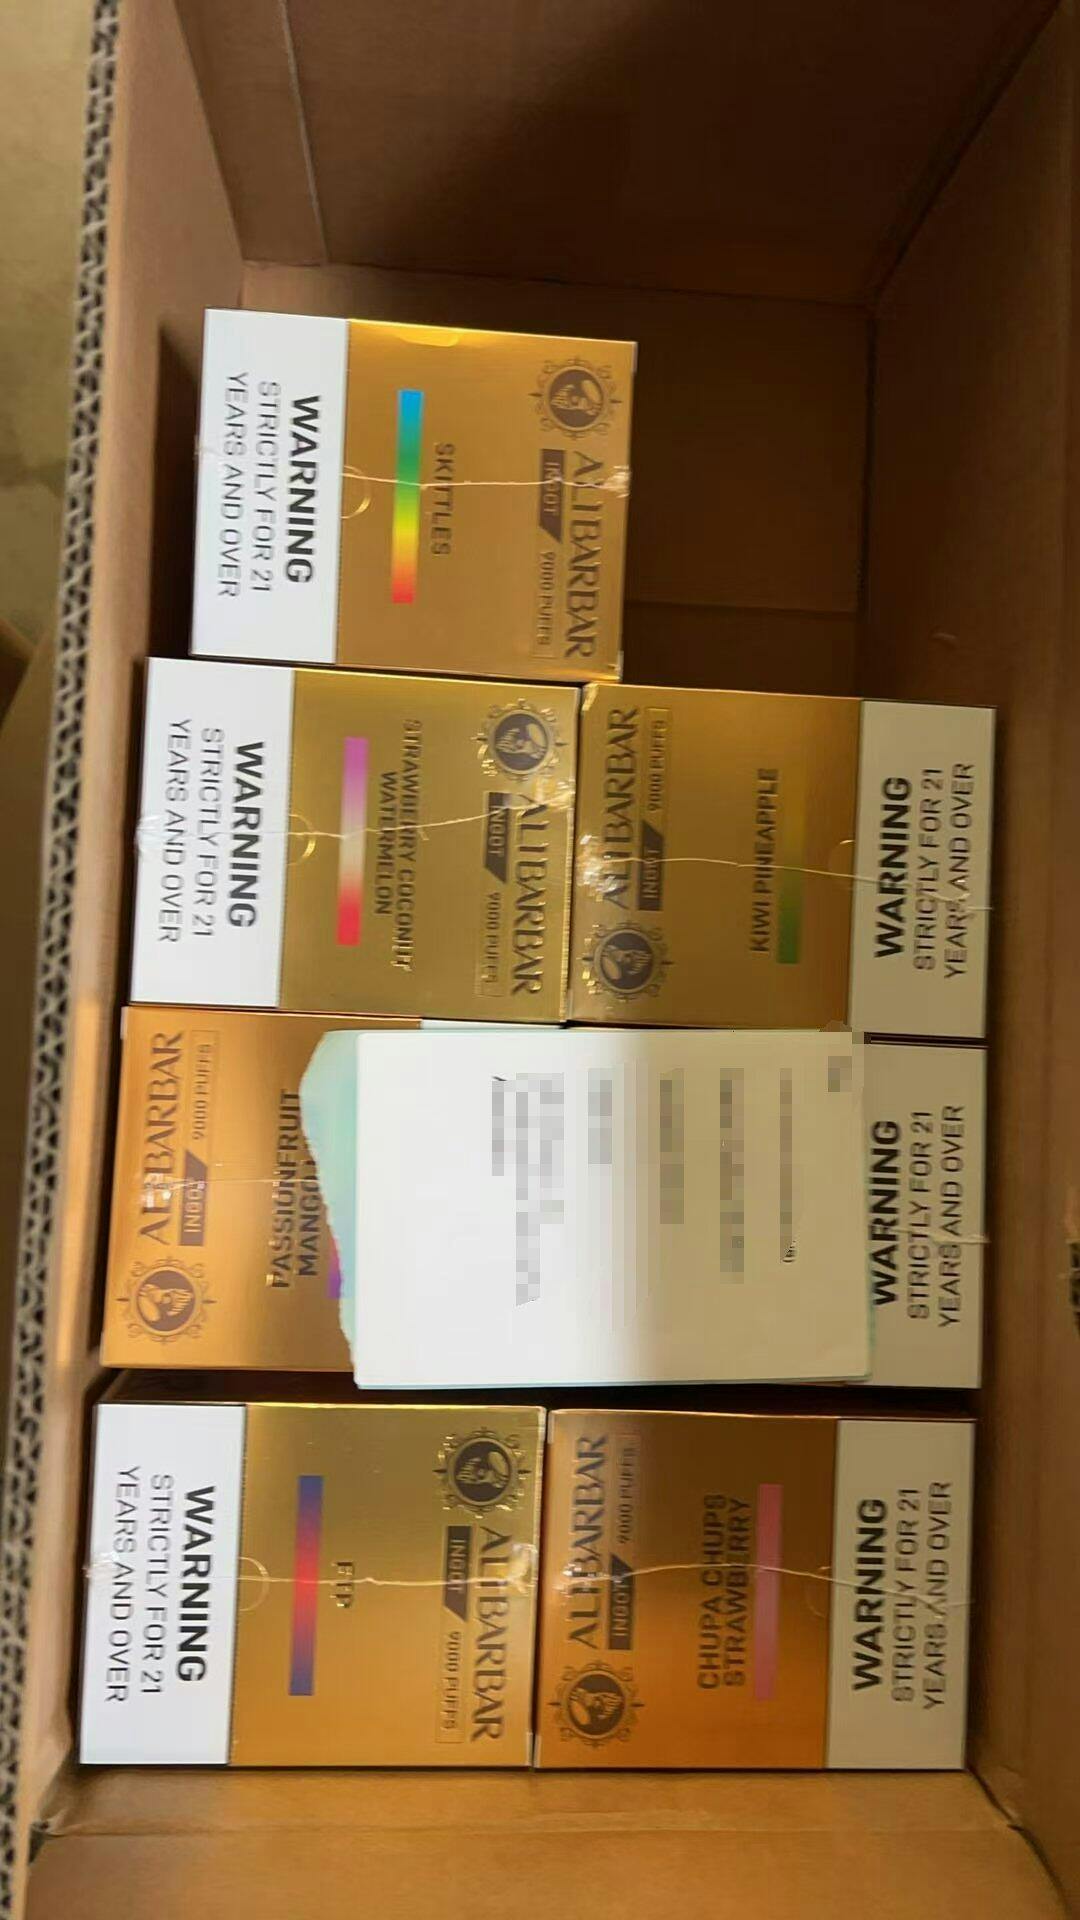 WARNING
STRICTLY FOR 21
YEARS AND OVER
SKITTLES
ALIBARBAR
INGOT 9000 PUFFS
WARNING
STRICTLY FOR 21
YEARS AND OVER
STRAWBERRY COCONUT
WATERMELON
ALIBARBAR
INGOT 9000 PUFFS
ALIBARBAR
INGOT 9000 PUFFS
KIWI PINEAPPLE
WARNING
STRICTLY FOR 21
YEARS AND OVER
ALIBARBAR
INGOT 9000 PUFFS
PASSIONFRUIT
MANGO
WARNING
STRICTLY FOR 21
YEARS AND OVER
WARNING
STRICTLY FOR 21
YEARS AND OVER
ALIBARBAR
INGOT 9000 PUFFS
ALIBARBAR
INGOT 9000 PUFFS
CHUPA CHUPS
STRAWBERRY
WARNING
STRICTLY FOR 21
YEARS AND OVER